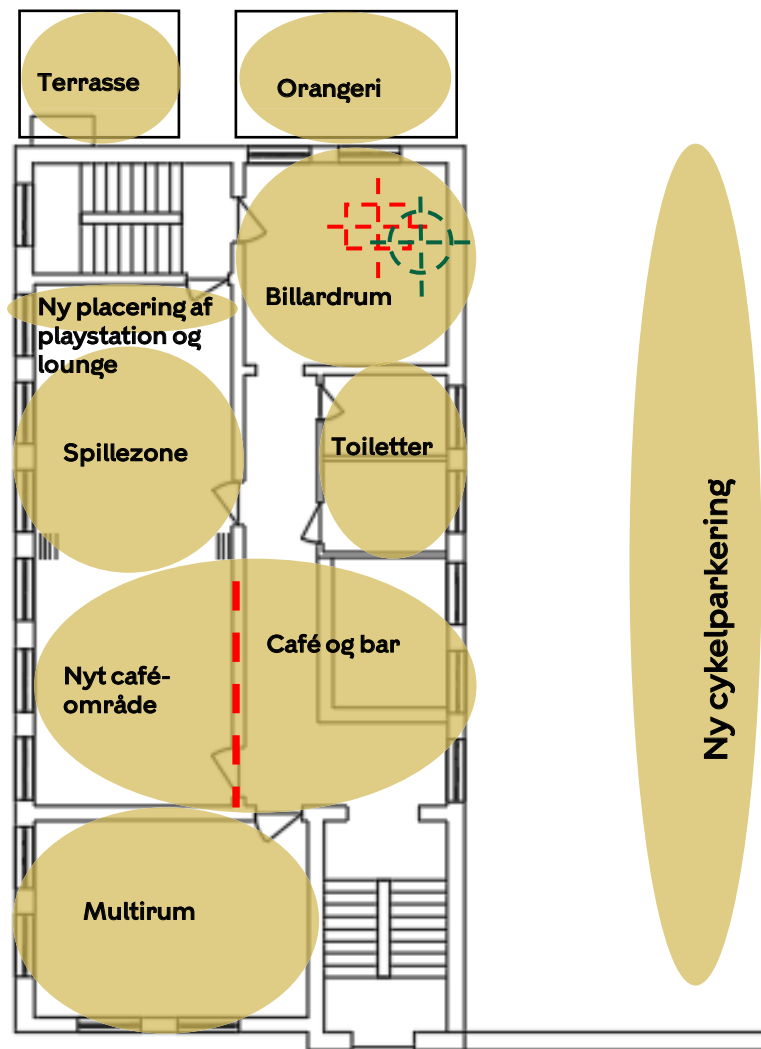 Terrasse
Orangeri
Billardrum
Ny placering af
playstation og
lounge
Spillezone
Toiletter
Café og bar
Nyt café-
område
Multirum
Ny cykelparkering